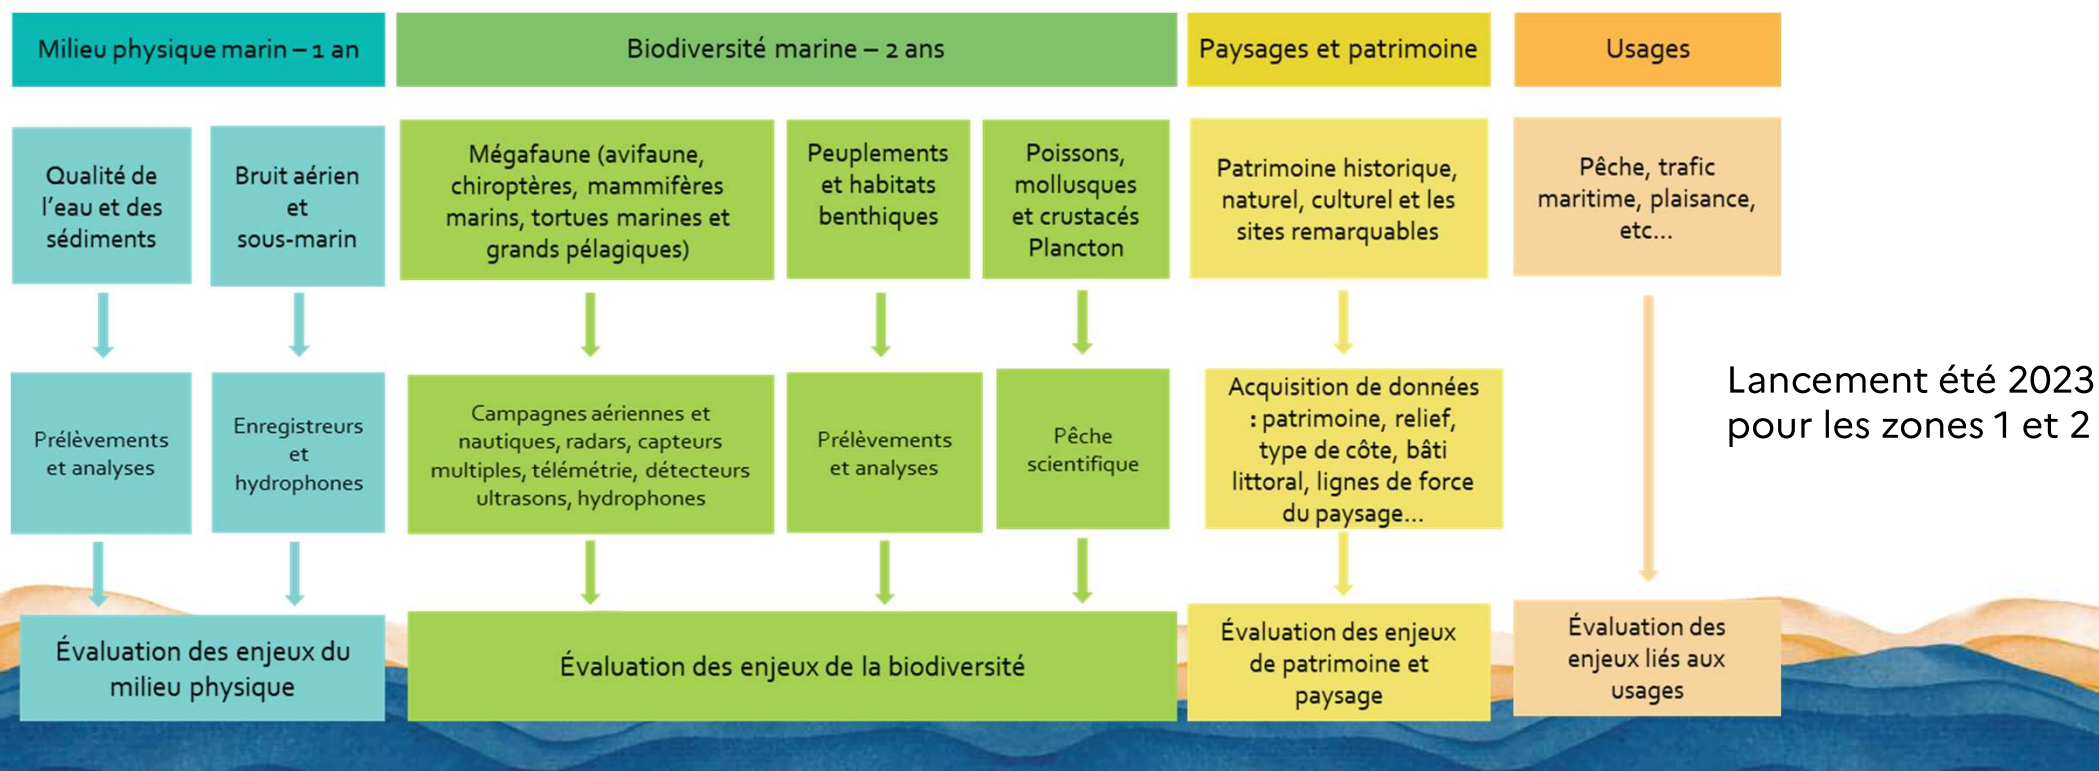 Milieu physique marin – 1 an
Biodiversité marine – 2 ans
Paysages et patrimoine
Usages
Qualité de
l'eau et des
sédiments
Bruit aérien
et
sous-marin
Mégafaune (avifaune,
chiroptères, mammifères
marins, tortues marines et
grands pélagiques)
Peuplements
et habitats
benthiques
Poissons,
mollusques
et crustacés
Plancton
Patrimoine historique,
naturel, culturel et les
sites remarquables
Pêche, trafic
maritime, plaisance,
etc...
Prélèvements
et analyses
Enregistreurs
et
hydrophones
Campagnes aériennes et
nautiques, radars, capteurs
multiples, télémétrie, détecteurs
ultrasons, hydrophones
Prélèvements
et analyses
Pêche
scientifique
Acquisition de données
: patrimoine, relief,
type de côte, bâti
littoral, lignes de force
du paysage...
Lancement été 2023
pour les zones 1 et 2
Évaluation des enjeux du
milieu physique
Évaluation des enjeux de la biodiversité
Évaluation des enjeux
de patrimoine et
paysage
Évaluation des
enjeux liés aux
usages